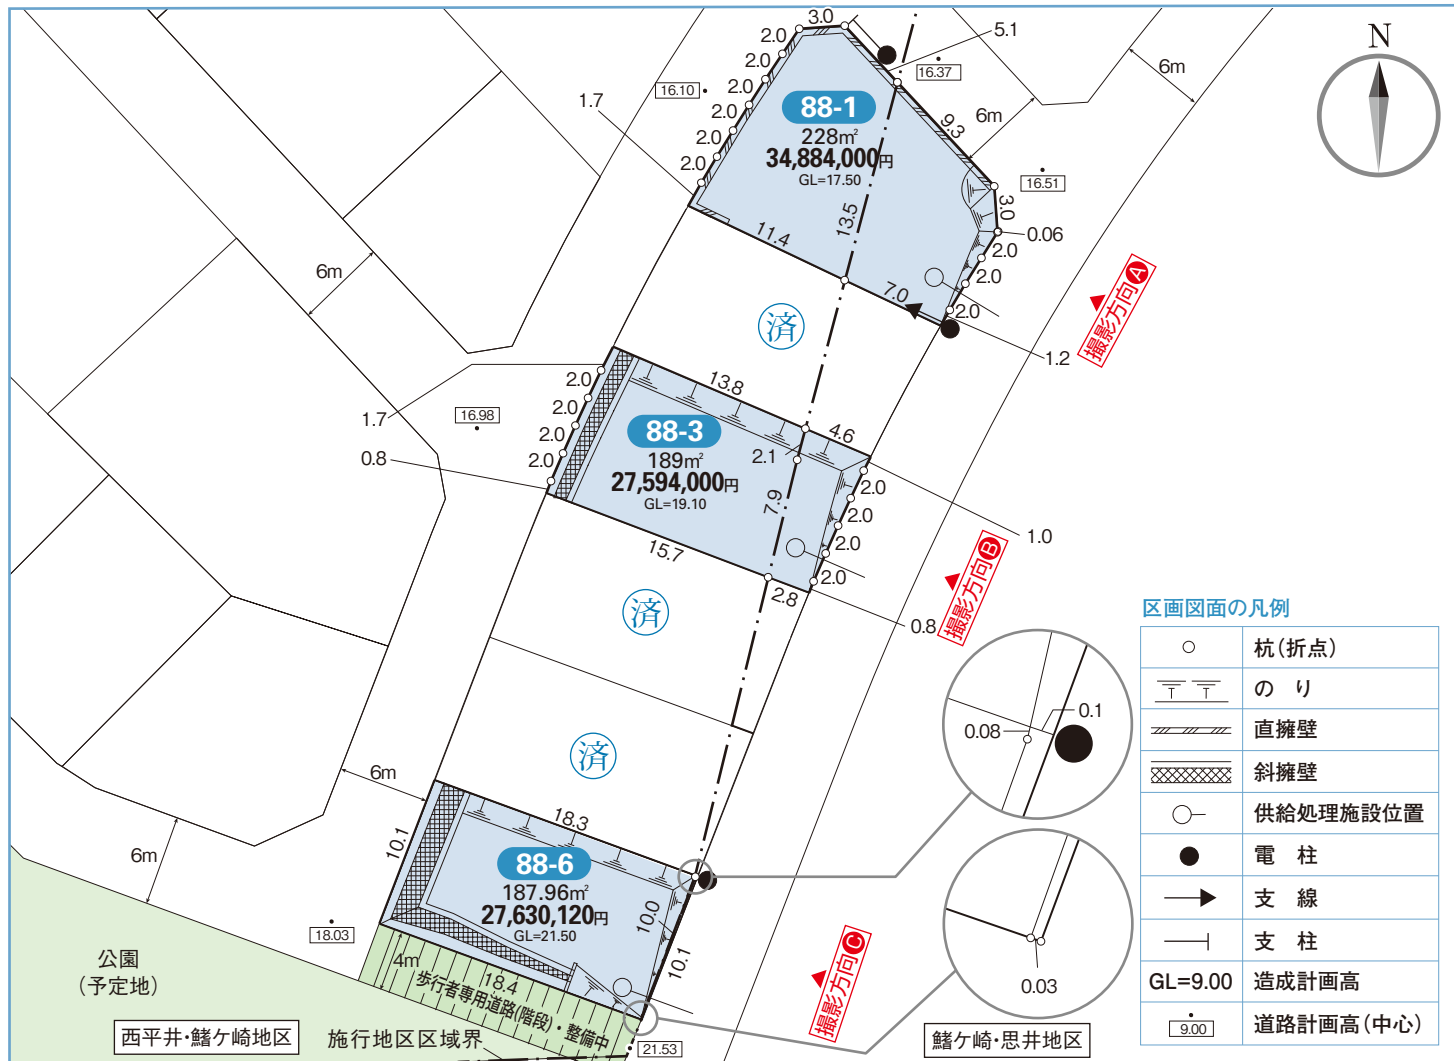 3.0
2.0
2.0
2.0
2.0
2.0
2.0
1.7
16.10
88-1
228㎡
34,884,000円
GL=17.50
5.1
16.37
6m
9.3
6m
16.51
3.0
0.06
2.0
2.0
2.0
1.2
13.5
11.4
7.0
N
撮影方向A
6m
済
1.7
2.0
2.0
2.0
2.0
16.98
0.8
13.8
4.6
88-3
189㎡
27,594,000円
GL=19.10
2.1
7.9
2.0
2.0
2.0
2.0
1.0
15.7
2.8
0.8
撮影方向B
済
済
6m
6m
10.1
18.3
88-6
187.96㎡
27,630,120円
GL=21.50
10.0
10.1
18.03
4m
18.4
歩行者専用道路(階段)・整備中
公園
(予定地)
西平井・鰭ケ崎地区
施行地区区域界
21.53
撮影方向C
0.08
0.1
0.03
鰭ケ崎・思井地区
区画図面の凡例
杭(折点)
のり
直擁壁
斜擁壁
供給処理施設位置
電柱
支線
支柱
GL=9.00 造成計画高
9.00 道路計画高(中心)